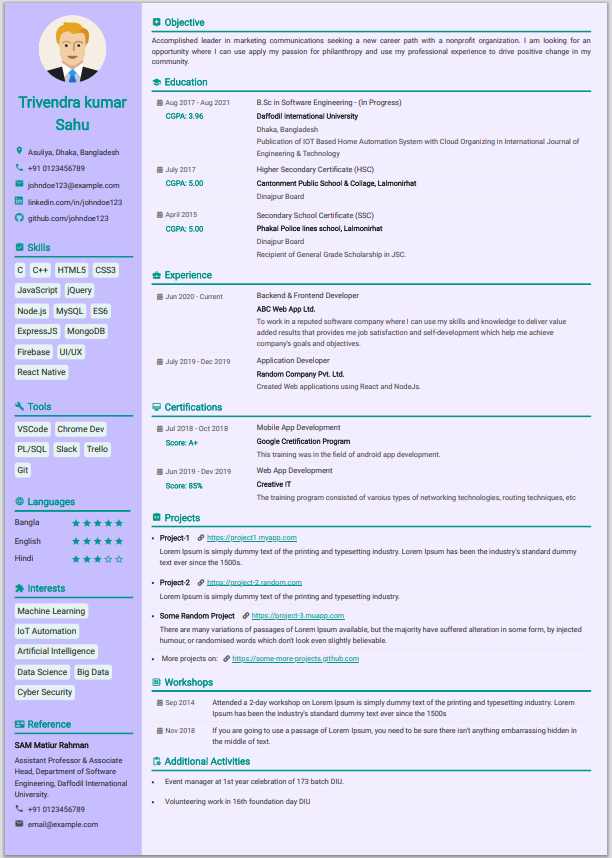 Trivendra kumar
Sahu
Asuliya, Dhaka, Bangladesh
+91 0123456789
johndoe123@example.com
linkedin.com/in/johndoe123
github.com/johndoe123
Skills
C C++ HTML5 CSS3
JavaScript jQuery
Node.js MySQL ES6
ExpressJS MongoDB
Firebase UI/UX
React Native
Tools
VSCode Chrome Dev
PL/SQL Slack Trello
Git
Languages
Bangla
English
Hindi
Interests
Machine Learning
IoT Automation
Artificial Intelligence
Data Science Big Data
Cyber Security
Reference
SAM Matiur Rahman
Assistant Professor & Associate
Head, Department of Software
Engineering, Daffodil International
University.
+91 0123456789
email@example.com
Objective
Accomplished leader in marketing communications seeking a new career path with a nonprofit organization. I am looking for an
opportunity where I can use apply my passion for philanthropy and use my professional experience to drive positive change in my
community.
Education
Aug 2017 - Aug 2021 B.Sc in Software Engineering - (In Progress)
CGPA: 3.96 Daffodil International University
Dhaka, Bangladesh
Publication of IOT Based Home Automation System with Cloud Organizing in International Journal of
Engineering & Technology
July 2017 Higher Secondary Certificate (HSC)
CGPA: 5.00 Cantonment Public School & Collage, Lalmonirhat
Dinajpur Board
April 2015 Secondary School Certificate (SSC)
CGPA: 5.00 Phakal Police lines school, Lalmonirhat
Dinajpur Board
Recipient of General Grade Scholarship in JSC.
Experience
Jun 2020 - Current Backend & Frontend Developer
ABC Web App Ltd.
To work in a reputed software company where I can use my skills and knowledge to deliver value
added results that provides me job satisfaction and self-development which help me achieve
company's goals and objectives.
July 2019 - Dec 2019 Application Developer
Random Company Pvt. Ltd.
Created Web applications using React and NodeJs.
Certifications
Jul 2018 - Oct 2018 Mobile App Development
Score: A+ Google Cretification Program
This training was in the field of android app development.
Jun 2019 - Dev 2019 Web App Development
Score: 85% Creative IT
The training program consisted of varoius types of networking technologies, routing techniques, etc
Projects
• Project-1 https://project1.myapp.com
Lorem Ipsum is simply dummy text of the printing and typesetting industry. Lorem Ipsum has been the industry's standard dummy
text ever since the 1500s.
• Project-2 https://project-2.random.com
Lorem Ipsum is simply dummy text of the printing and typesetting industry.
• Some Random Project https://project-3.muapp.com
There are many variations of passages of Lorem Ipsum available, but the majority have suffered alteration in some form, by injected
humour, or randomised words which don't look even slightly believable.
• More projects on: https://some-more-projects.github.com
Workshops
Sep 2014 Attended a 2-day workshop on Lorem Ipsum is simply dummy text of the printing and typesetting industry. Lorem
Ipsum has been the industry's standard dummy text ever since the 1500s
Nov 2018 If you are going to use a passage of Lorem Ipsum, you need to be sure there isn't anything embarrassing hidden in
the middle of text.
Additional Activities
• Event manager at 1st year celebration of 173 batch DIU.
• Volunteering work in 16th foundation day DIU